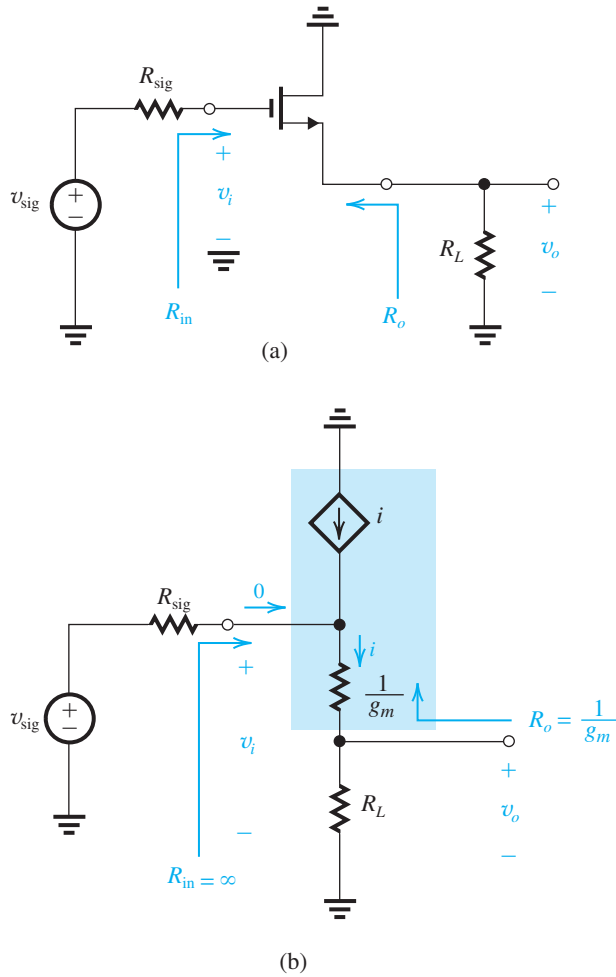 R_sig
v_sig
+
−
+
v_i
−
R_in
R_o
R_L
+
v_o
−
(a)
i
R_sig
0
i
1/g_m
v_sig
+
−
+
v_i
−
R_in = ∞
R_o = 1/g_m
R_L
+
v_o
−
(b)